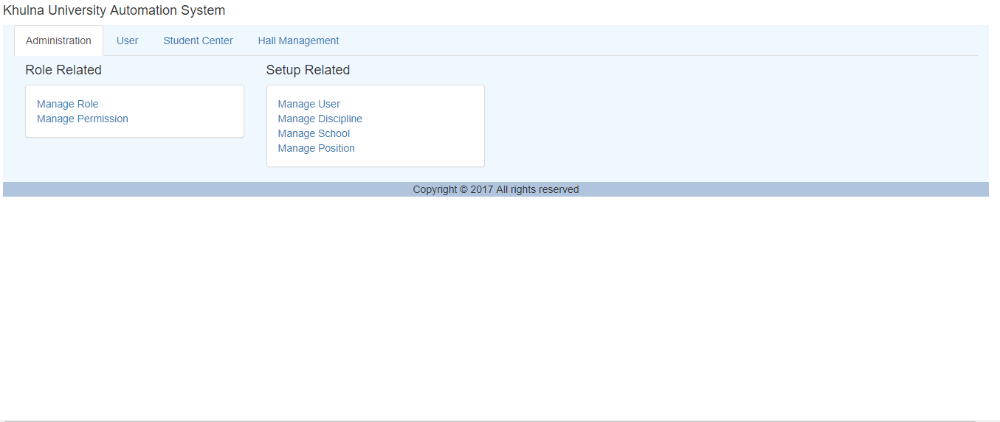 Khulna University Automation System
Administration User Student Center Hall Management
Role Related
Manage Role
Manage Permission
Setup Related
Manage User
Manage Discipline
Manage School
Manage Position
Copyright © 2017 All rights reserved